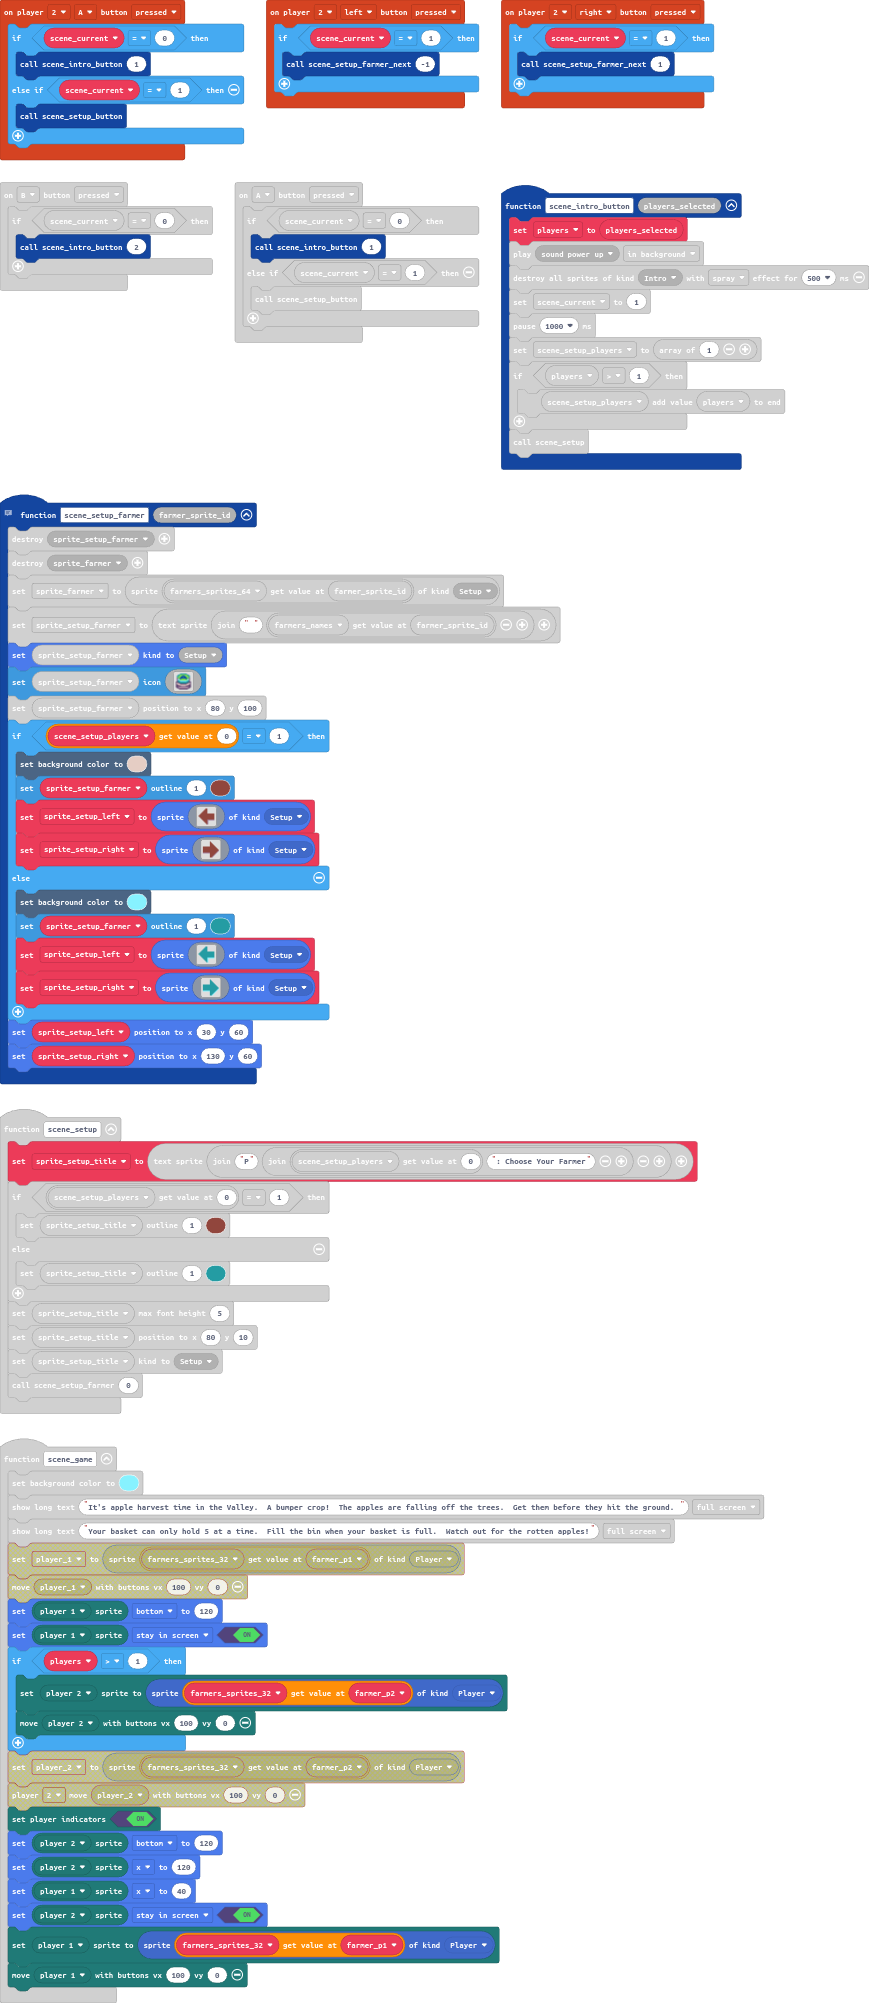 on player 2 A button pressed
if scene_current = 0 then
call scene_intro_button 1
else if scene_current = 1 then
call scene_setup_button
on player 2 left button pressed
if scene_current = 1 then
call scene_setup_farmer_next -1
on player 2 right button pressed
if scene_current = 1 then
call scene_setup_farmer_next 1
on B button pressed
if scene_current = 0 then
call scene_intro_button 2
on A button pressed
if scene_current = 0 then
call scene_intro_button 1
else if scene_current = 1 then
call scene_setup_button
function scene_intro_button players_selected
set players to players_selected
play sound power up in background
destroy all sprites of kind Intro with spray effect for 500 ms
set scene_current to 1
pause 1000 ms
set scene_setup_players to array of 1
if players > 1 then
scene_setup_players add value players to end
call scene_setup
function scene_setup_farmer farmer_sprite_id
destroy sprite_setup_farmer
destroy sprite_farmer
set sprite_farmer to sprite farmers_sprites_64 get value at farmer_sprite_id of kind Setup
set sprite_setup_farmer to text sprite join " " farmers_names get value at farmer_sprite_id
set sprite_setup_farmer kind to Setup
set sprite_setup_farmer icon
set sprite_setup_farmer position to x 80 y 100
if scene_setup_players get value at 0 = 1 then
set background color to
set sprite_setup_farmer outline 1
set sprite_setup_left to sprite of kind Setup
set sprite_setup_right to sprite of kind Setup
else
set background color to
set sprite_setup_farmer outline 1
set sprite_setup_left to sprite of kind Setup
set sprite_setup_right to sprite of kind Setup
set sprite_setup_left position to x 30 y 60
set sprite_setup_right position to x 130 y 60
function scene_setup
set sprite_setup_title to text sprite join "P" join scene_setup_players get value at 0 ": Choose Your Farmer"
if scene_setup_players get value at 0 = 1 then
set sprite_setup_title outline 1
else
set sprite_setup_title outline 1
set sprite_setup_title max font height 5
set sprite_setup_title position to x 80 y 10
set sprite_setup_title kind to Setup
call scene_setup_farmer 0
function scene_game
set background color to
show long text "It's apple harvest time in the Valley.  A bumper crop!  The apples are falling off the trees.  Get them before they hit the ground. " full screen
show long text "Your basket can only hold 5 at a time.  Fill the bin when your basket is full.  Watch out for the rotten apples!" full screen
set player_1 to sprite farmers_sprites_32 get value at farmer_p1 of kind Player
move player_1 with buttons vx 100 vy 0
set player 1 sprite bottom to 120
set player 1 sprite stay in screen ON
if players > 1 then
set player 2 sprite to sprite farmers_sprites_32 get value at farmer_p2 of kind Player
move player 2 with buttons vx 100 vy 0
set player_2 to sprite farmers_sprites_32 get value at farmer_p2 of kind Player
player 2 move player_2 with buttons vx 100 vy 0
set player indicators ON
set player 2 sprite bottom to 120
set player 2 sprite x to 120
set player 1 sprite x to 40
set player 2 sprite stay in screen ON
set player 1 sprite to sprite farmers_sprites_32 get value at farmer_p1 of kind Player
move player 1 with buttons vx 100 vy 0